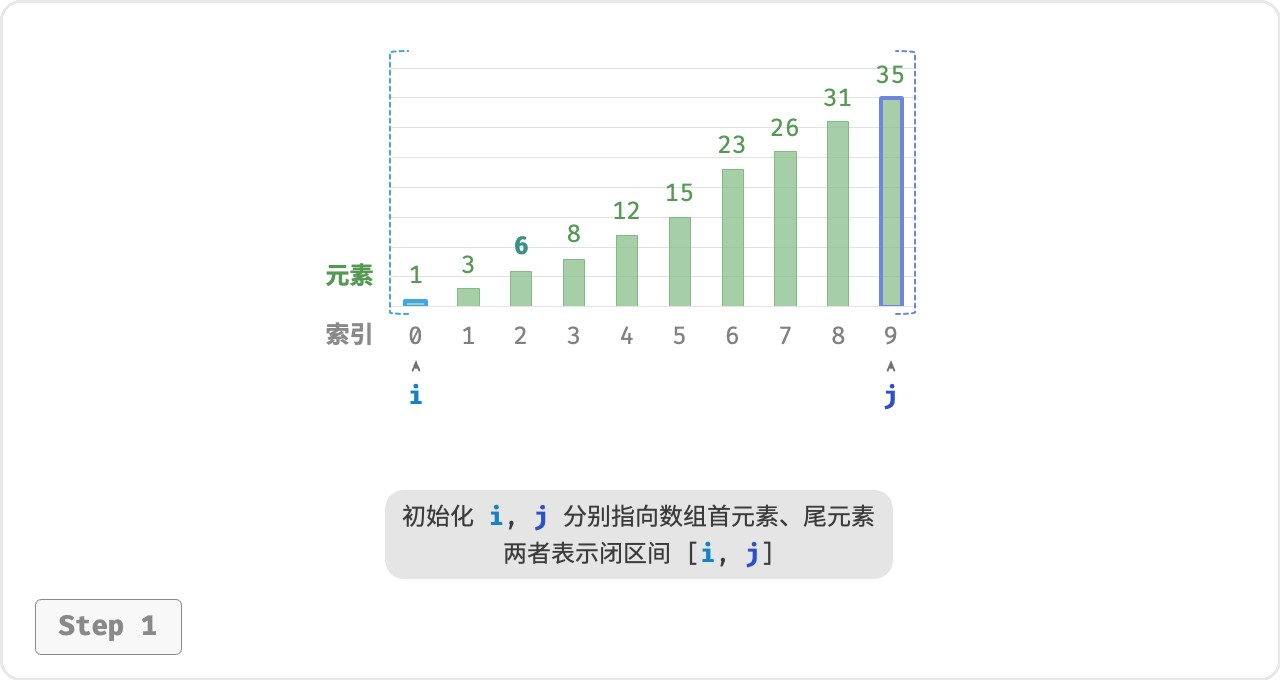 35
31
26
23
15
12
8
6
3
1
元素
索引 0 1 2 3 4 5 6 7 8 9
^ ^
i j
初始化 i, j 分别指向数组首元素、尾元素
两者表示闭区间 [i, j]
Step 1